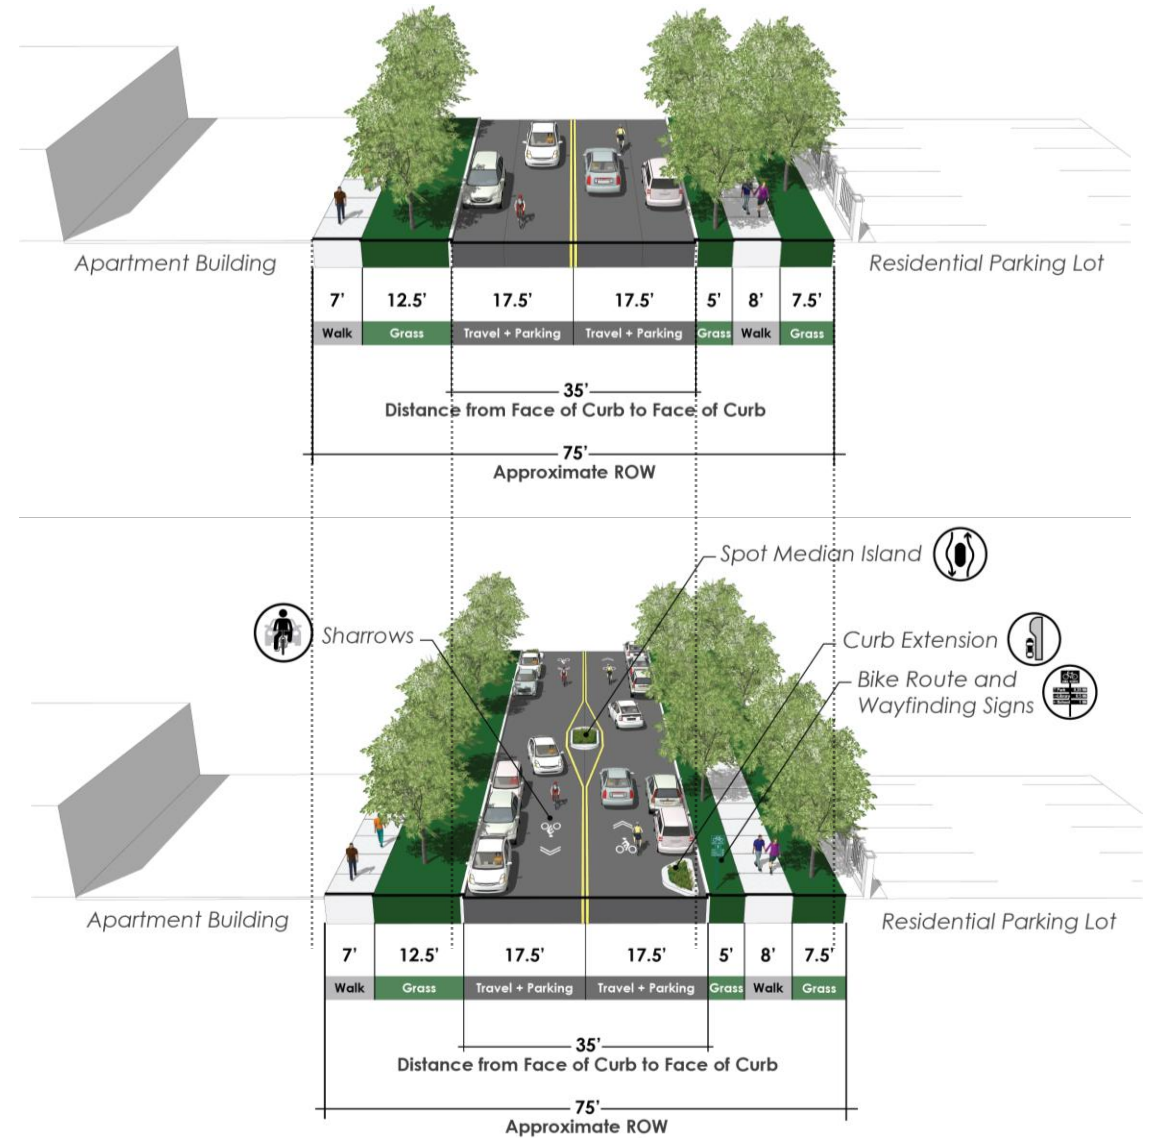 Apartment Building
Residential Parking Lot
7' 12.5' 17.5' 17.5' 5' 8' 7.5'
Walk Grass Travel + Parking Travel + Parking Grass Walk Grass
35'
Distance from Face of Curb to Face of Curb
75'
Approximate ROW
Spot Median Island
Sharrows
Curb Extension
Bike Route and
Wayfinding Signs
Apartment Building
Residential Parking Lot
7' 12.5' 17.5' 17.5' 5' 8' 7.5'
Walk Grass Travel + Parking Travel + Parking Grass Walk Grass
35'
Distance from Face of Curb to Face of Curb
75'
Approximate ROW